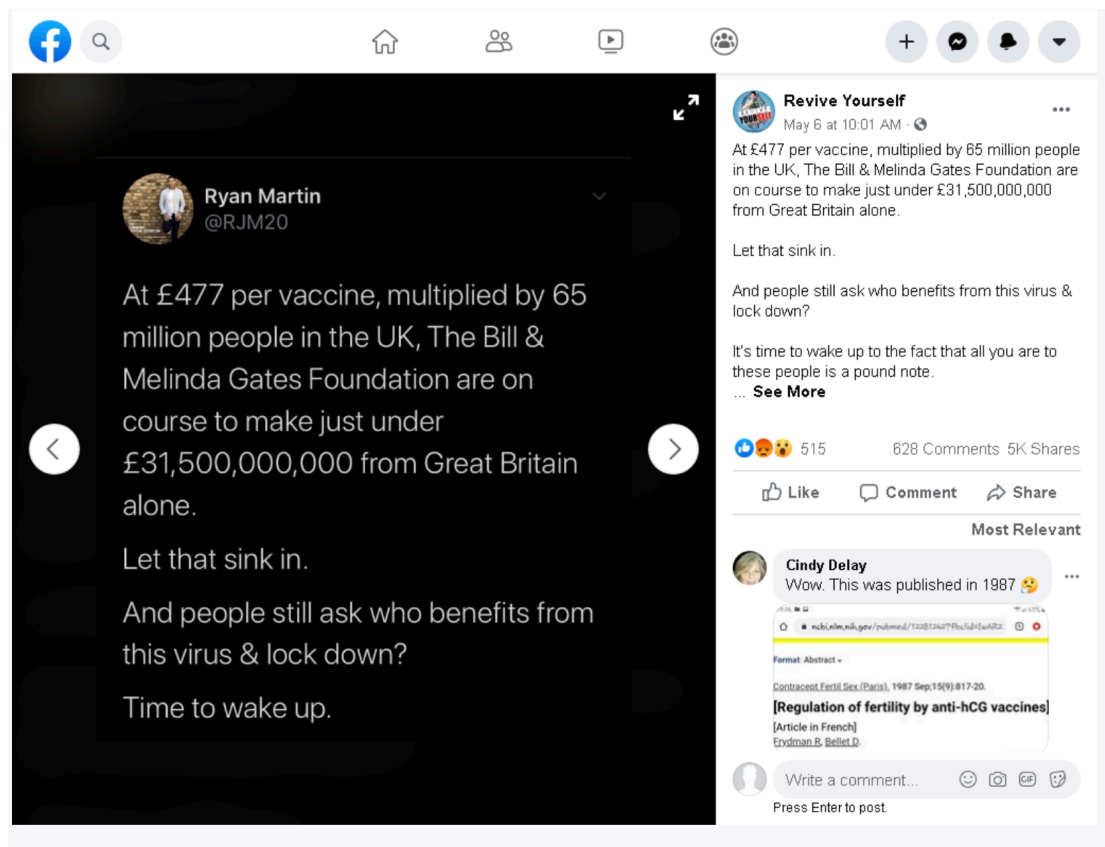 Ryan Martin
@RJM20
At £477 per vaccine, multiplied by 65
million people in the UK, The Bill &
Melinda Gates Foundation are on
course to make just under
£31,500,000,000 from Great Britain
alone.
Let that sink in.
And people still ask who benefits from
this virus & lock down?
Time to wake up.
REVIVE
YOURSELF
Revive Yourself
May 6 at 10:01 AM ·
At £477 per vaccine, multiplied by 65 million people
in the UK, The Bill & Melinda Gates Foundation are
on course to make just under £31,500,000,000
from Great Britain alone.
Let that sink in.
And people still ask who benefits from this virus &
lock down?
It's time to wake up to the fact that all you are to
these people is a pound note.
... See More
515
628 Comments 5K Shares
Like Comment Share
Most Relevant
Cindy Delay
Wow. This was published in 1987
Format: Abstract
Contracept Fertil Sex (Paris). 1987 Sep;15(9):817-20.
[Regulation of fertility by anti-hCG vaccines]
[Article in French]
Frydman R, Bellet D.
Write a comment...
GIF
Press Enter to post.